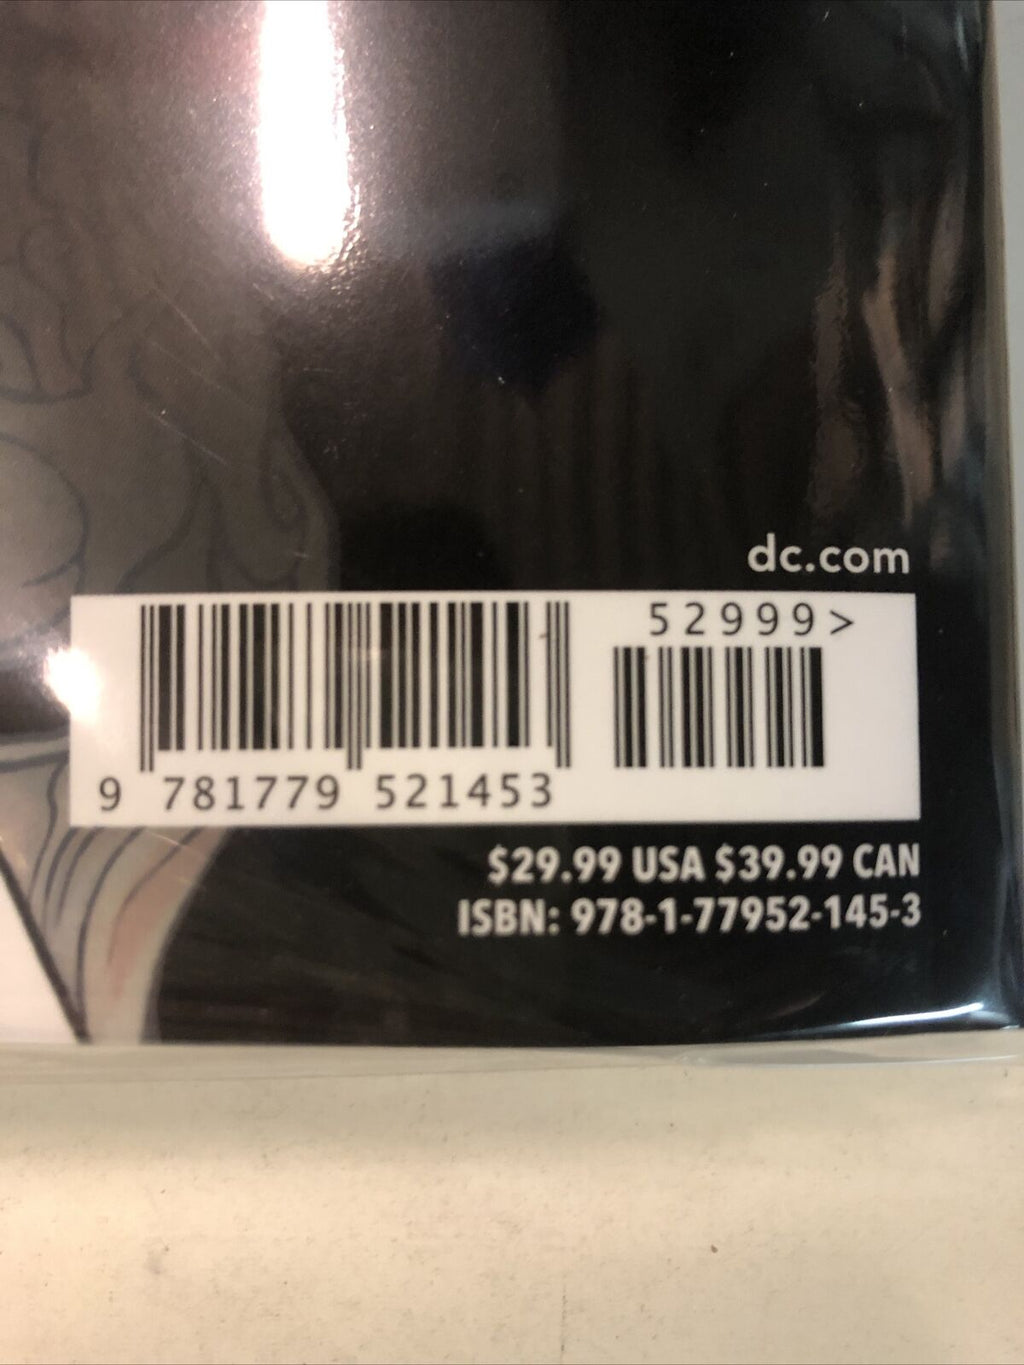 dc.com
52999>
9 781779 521453
$29.99 USA $39.99 CAN
ISBN: 978-1-77952-145-3